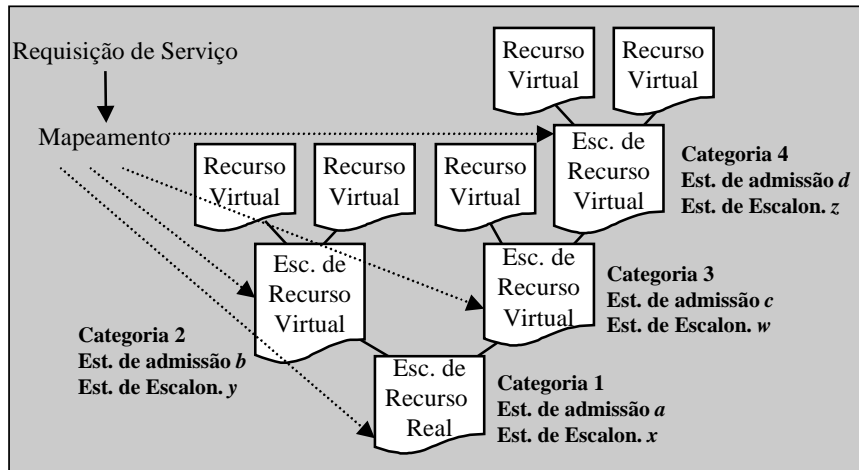 Requisição de Serviço
Mapeamento
Recurso
Virtual
Recurso
Virtual
Esc. de
Recurso
Virtual
Categoria 4
Est. de admissão d
Est. de Escalon. z
Recurso
Virtual
Recurso
Virtual
Recurso
Virtual
Esc. de
Recurso
Virtual
Esc. de
Recurso
Virtual
Categoria 3
Est. de admissão c
Est. de Escalon. w
Categoria 2
Est. de admissão b
Est. de Escalon. y
Esc. de
Recurso
Real
Categoria 1
Est. de admissão a
Est. de Escalon. x